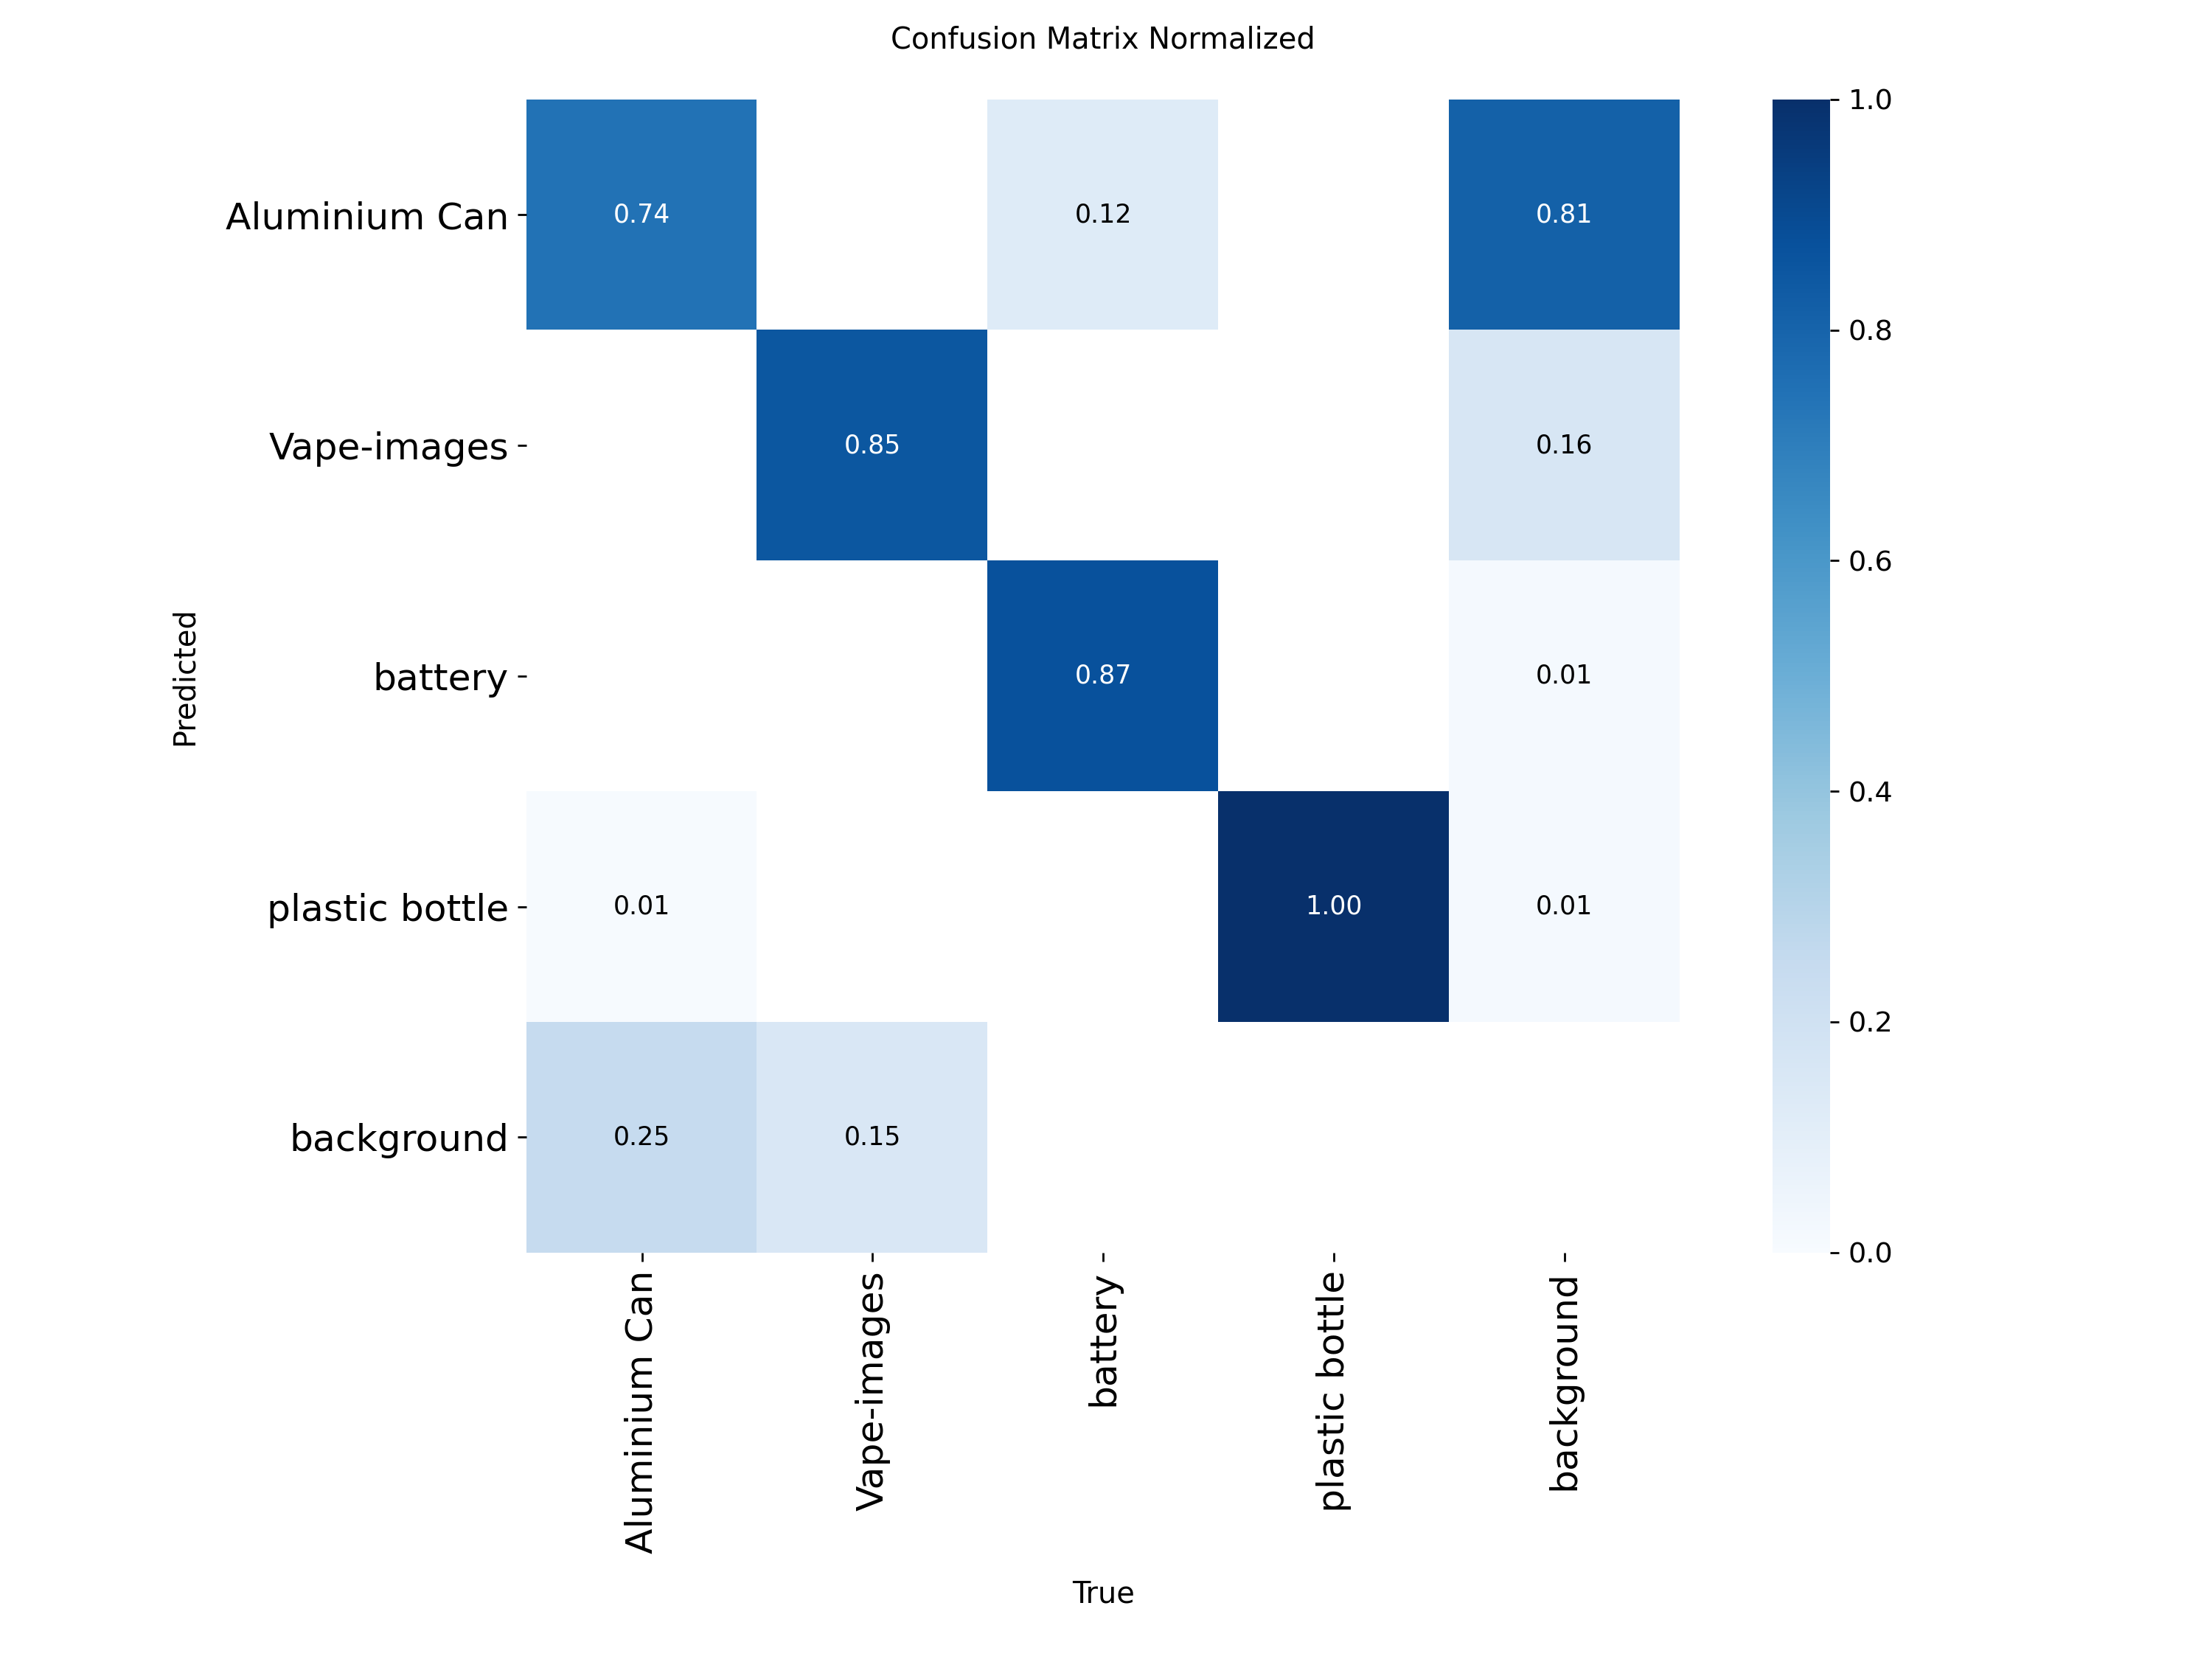 Confusion Matrix Normalized
Aluminium Can
0.74
0.12
0.81
Vape-images
0.85
0.16
battery
0.87
0.01
plastic bottle
0.01
1.00
0.01
background
0.25
0.15
Predicted
Aluminium Can
Vape-images
battery
plastic bottle
background
True
1.0
0.8
0.6
0.4
0.2
0.0